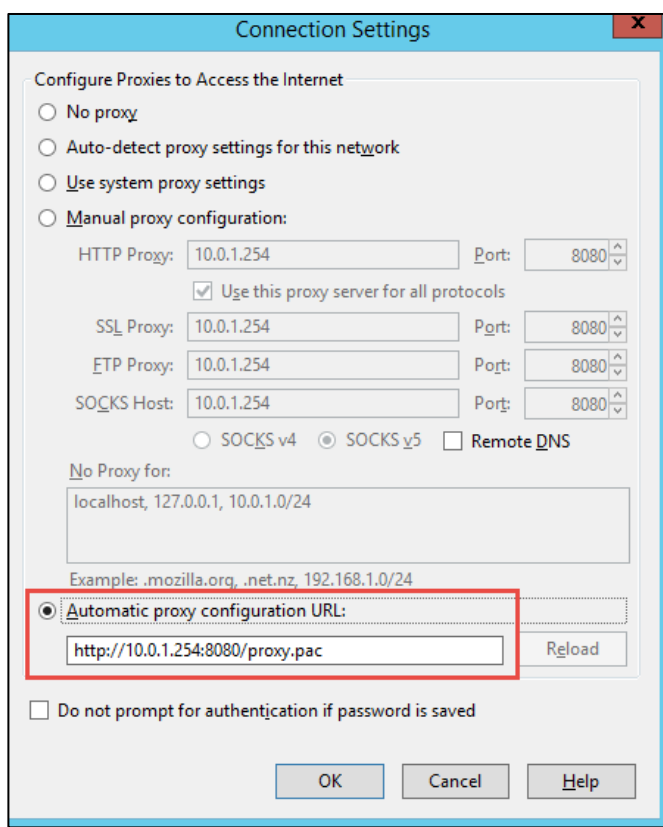 Connection Settings
x
Configure Proxies to Access the Internet
No proxy
Auto-detect proxy settings for this network
Use system proxy settings
Manual proxy configuration:
HTTP Proxy: 10.0.1.254 Port: 8080
Use this proxy server for all protocols
SSL Proxy: 10.0.1.254 Port: 8080
FTP Proxy: 10.0.1.254 Port: 8080
SOCKS Host: 10.0.1.254 Port: 8080
SOCKS v4 SOCKS v5 Remote DNS
No Proxy for:
localhost, 127.0.0.1, 10.0.1.0/24
Example: .mozilla.org, .net.nz, 192.168.1.0/24
Automatic proxy configuration URL:
http://10.0.1.254:8080/proxy.pac Reload
Do not prompt for authentication if password is saved
OK Cancel Help